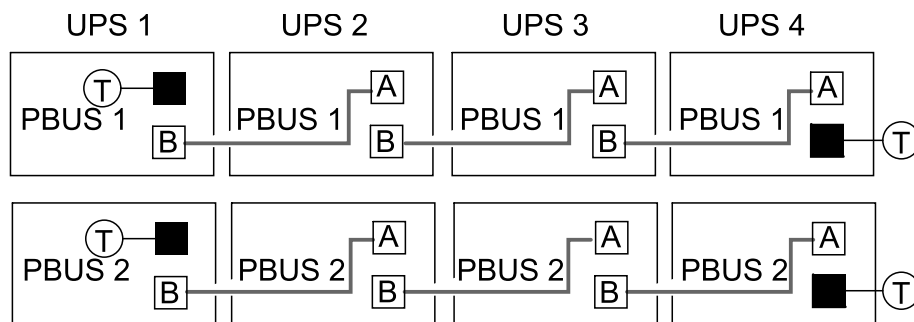 UPS 1 UPS 2 UPS 3 UPS 4
T A A A
PBUS 1 PBUS 1 PBUS 1 PBUS 1
B B B T
T A A A
PBUS 2 PBUS 2 PBUS 2 PBUS 2
B B B T